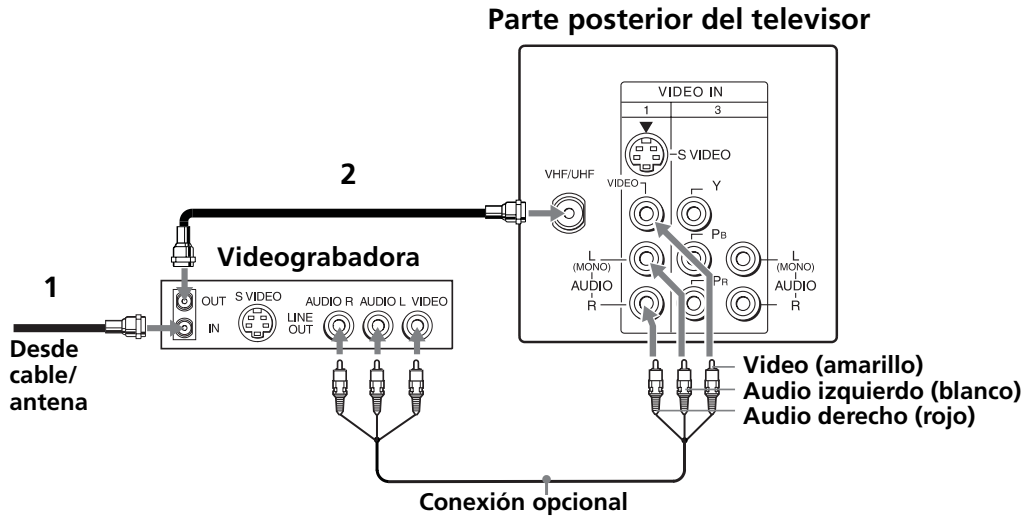 Parte posterior del televisor
VIDEO IN
1
3
S VIDEO
VHF/UHF
VIDEO
Y
PB
L
(MONO)
AUDIO
R
PR
L
(MONO)
AUDIO
R
2
Videograbadora
1
OUT
IN
S VIDEO
LINE
OUT
AUDIO R
AUDIO L
VIDEO
Desde
cable/
antena
Video (amarillo)
Audio izquierdo (blanco)
Audio derecho (rojo)
Conexión opcional